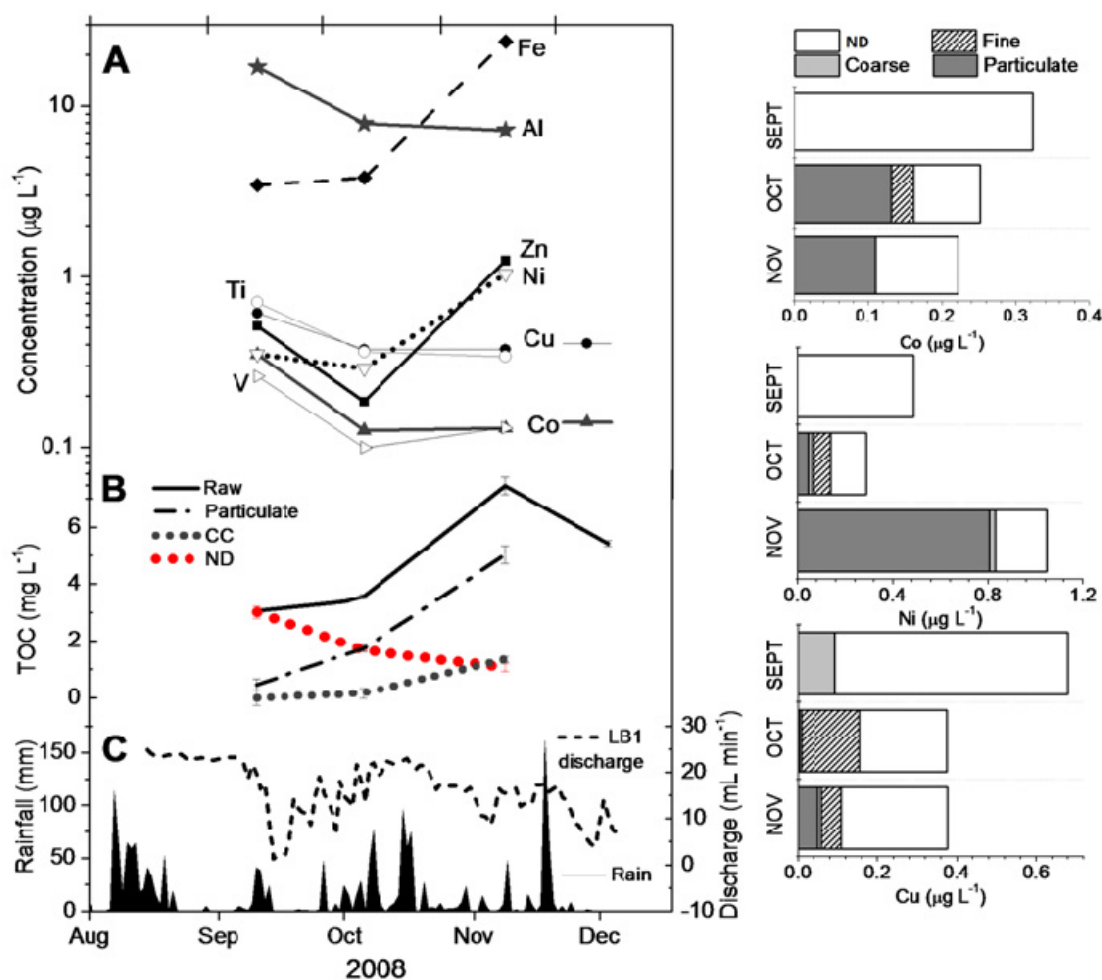 A
Fe
Al
Zn
Ni
Ti
Cu
V
Co
10
1
0.1
Concentration (µg L⁻¹)
B
Raw
Particulate
CC
ND
6
4
2
0
TOC (mg L⁻¹)
C
LB1
discharge
Rain
150
100
50
0
Rainfall (mm)
30
20
10
0
-10
Discharge (mL min⁻¹)
Aug Sep Oct Nov Dec
2008
ND Fine
Coarse Particulate
SEPT
OCT
NOV
0.0 0.1 0.2 0.3 0.4
Co (µg L⁻¹)
SEPT
OCT
NOV
0.0 0.4 0.8 1.2
Ni (µg L⁻¹)
SEPT
OCT
NOV
0.0 0.2 0.4 0.6
Cu (µg L⁻¹)